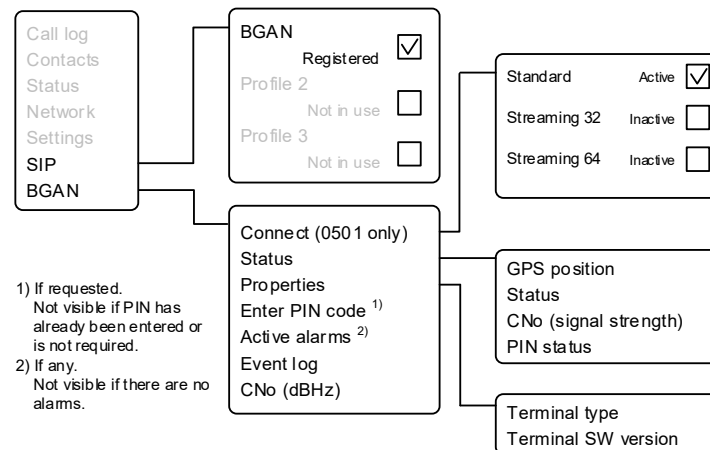 Call log
Contacts
Status
Network
Settings
SIP
BGAN
BGAN
Registered
Profile 2
Not in use
Profile 3
Not in use
Standard Active
Streaming 32 Inactive
Streaming 64 Inactive
Connect (0501 only)
Status
Properties
Enter PIN code 1)
Active alarms 2)
Event log
CNo (dBHz)
GPS position
Status
CNo (signal strength)
PIN status
Terminal type
Terminal SW version
1) If requested.
Not visible if PIN has
already been entered or
is not required.
2) If any.
Not visible if there are no
alarms.